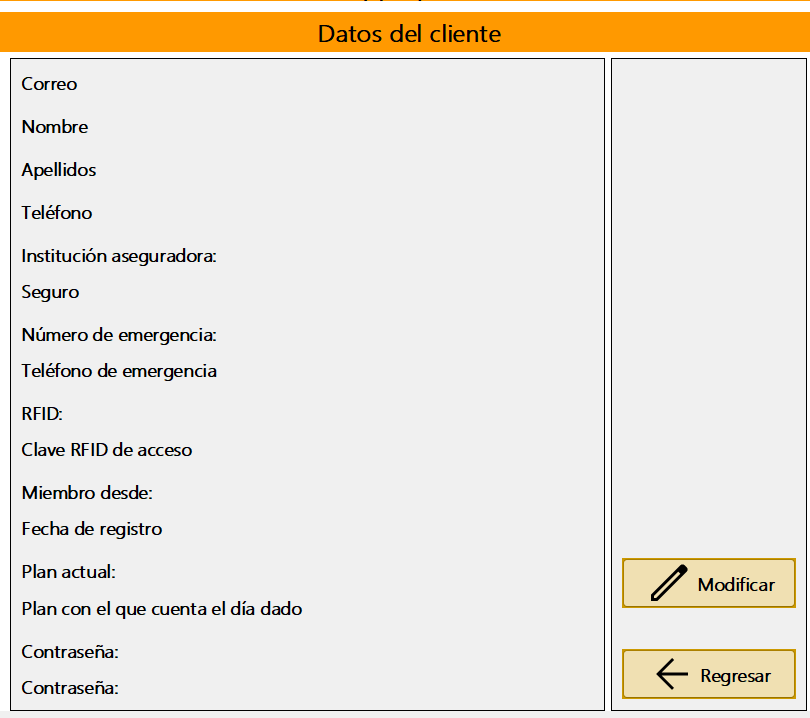 Datos del cliente
Correo
Nombre
Apellidos
Teléfono
Institución aseguradora:
Seguro
Número de emergencia:
Teléfono de emergencia
RFID:
Clave RFID de acceso
Miembro desde:
Fecha de registro
Plan actual:
Plan con el que cuenta el día dado
Contraseña:
Contraseña:
Modificar
Regresar